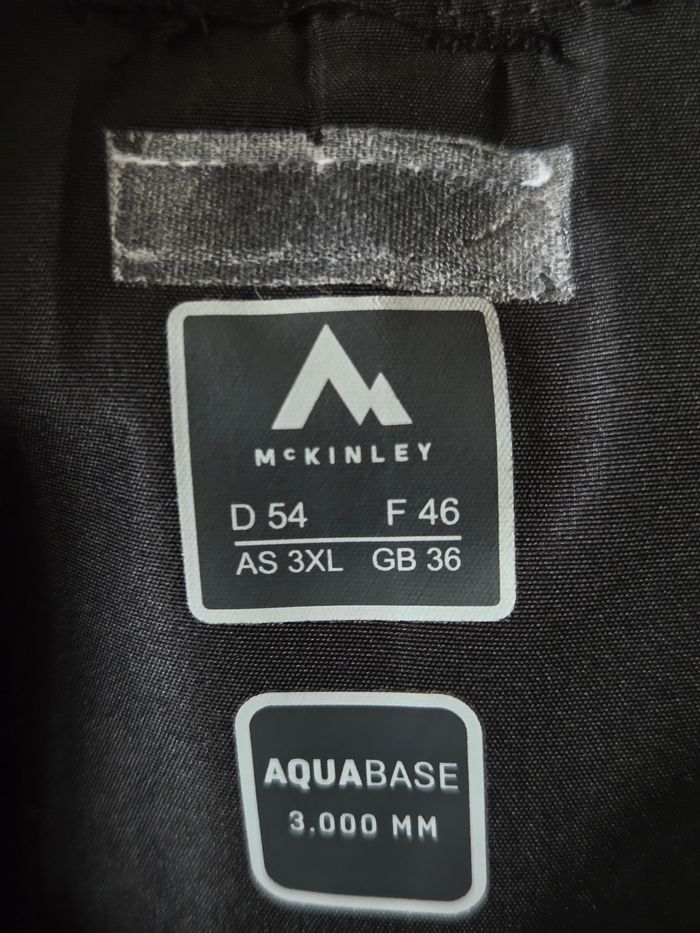 McKINLEY
D 54 F 46
AS 3XL GB 36
AQUABASE
3.000 MM